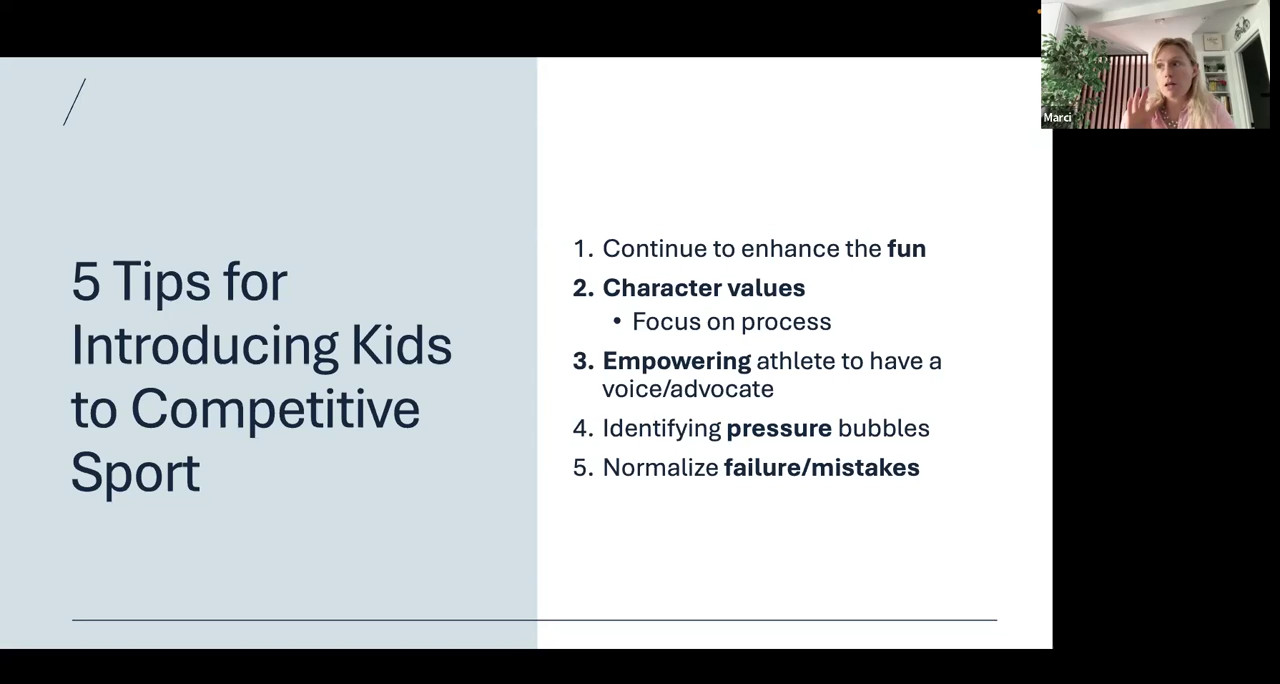 Marci
5 Tips for
Introducing Kids
to Competitive
Sport
1. Continue to enhance the fun
2. Character values
• Focus on process
3. Empowering athlete to have a
voice/advocate
4. Identifying pressure bubbles
5. Normalize failure/mistakes